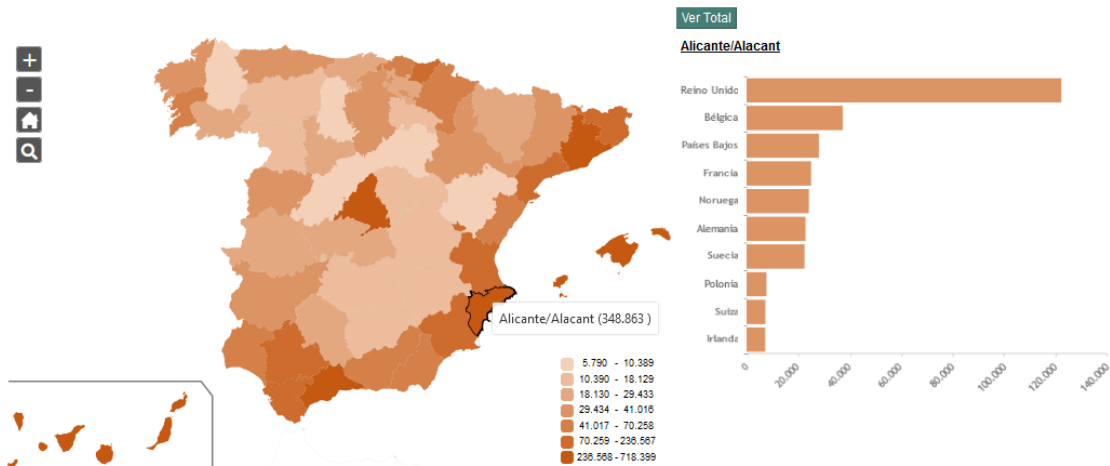 +
-
Alicante/Alacant (348.863 )
5.790 - 10.389
10.390 - 18.129
18.130 - 29.433
29.434 - 41.016
41.017 - 70.258
70.259 - 236.567
236.568 - 718.399
Ver Total
Alicante/Alacant
Reino Unido
Bélgica
Países Bajos
Francia
Noruega
Alemania
Suecia
Polonia
Suiza
Irlanda
0
20.000
40.000
60.000
80.000
100.000
120.000
140.000